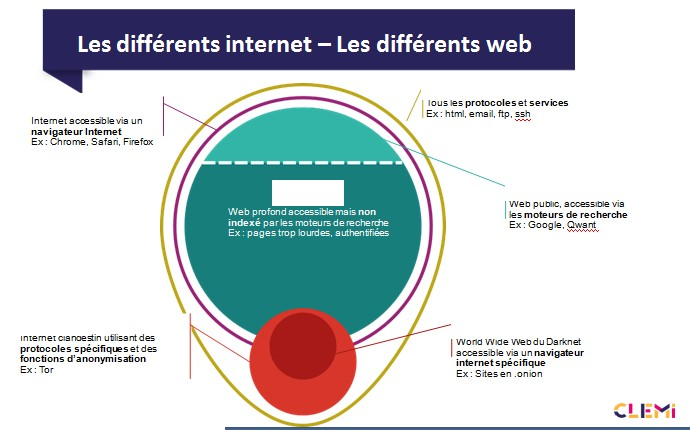 Les différents internet – Les différents web
Internet accessible via un
navigateur Internet
Ex : Chrome, Safari, Firefox
Tous les protocoles et services
Ex : html, email, ftp, ssh
Web public, accessible via
les moteurs de recherche
Ex : Google, Qwant
Web profond accessible mais non
indexé par les moteurs de recherche
Ex : pages trop lourdes, authentifiées
Internet clandestin utilisant des
protocoles spécifiques et des
fonctions d'anonymisation
Ex : Tor
World Wide Web du Darknet
accessible via un navigateur
internet spécifique
Ex : Sites en .onion
CLEMI